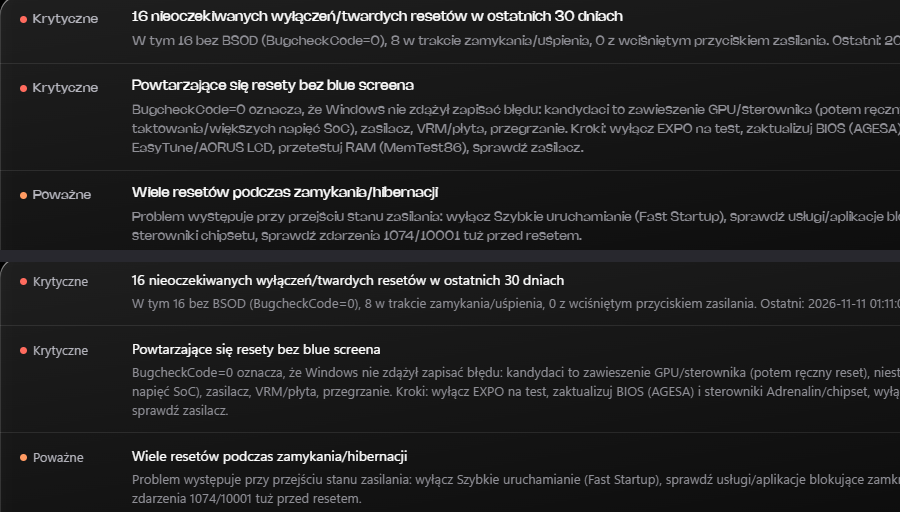 Krytyczne
16 nieoczekiwanych wyłączeń/twardych resetów w ostatnich 30 dniach
W tym 16 bez BSOD (BugcheckCode=0), 8 w trakcie zamykania/uśpienia, 0 z wciśniętym przyciskiem zasilania. Ostatni: 20
Krytyczne
Powtarzające się resety bez blue screena
BugcheckCode=0 oznacza, że Windows nie zdążył zapisać błędu: kandydaci to zawieszenie GPU/sterownika (potem ręczn
taktowania/większych napięć SoC), zasilacz, VRM/płyta, przegrzanie. Kroki: wyłącz EXPO na test, zaktualizuj BIOS (AGESA)
EasyTune/AORUS LCD, przetestuj RAM (MemTest86), sprawdź zasilacz.
Poważne
Wiele resetów podczas zamykania/hibernacji
Problem występuje przy przejściu stanu zasilania: wyłącz Szybkie uruchamianie (Fast Startup), sprawdź usługi/aplikacje blo
sterowniki chipsetu, sprawdź zdarzenia 1074/10001 tuż przed resetem.
Krytyczne
16 nieoczekiwanych wyłączeń/twardych resetów w ostatnich 30 dniach
W tym 16 bez BSOD (BugcheckCode=0), 8 w trakcie zamykania/uśpienia, 0 z wciśniętym przyciskiem zasilania. Ostatni: 2026-11-11 01:11:0
Krytyczne
Powtarzające się resety bez blue screena
BugcheckCode=0 oznacza, że Windows nie zdążył zapisać błędu: kandydaci to zawieszenie GPU/sterownika (potem ręczny reset), niest
napięć SoC), zasilacz, VRM/płyta, przegrzanie. Kroki: wyłącz EXPO na test, zaktualizuj BIOS (AGESA) i sterowniki Adrenalin/chipset, wyłą
sprawdź zasilacz.
Poważne
Wiele resetów podczas zamykania/hibernacji
Problem występuje przy przejściu stanu zasilania: wyłącz Szybkie uruchamianie (Fast Startup), sprawdź usługi/aplikacje blokujące zamk
zdarzenia 1074/10001 tuż przed resetem.